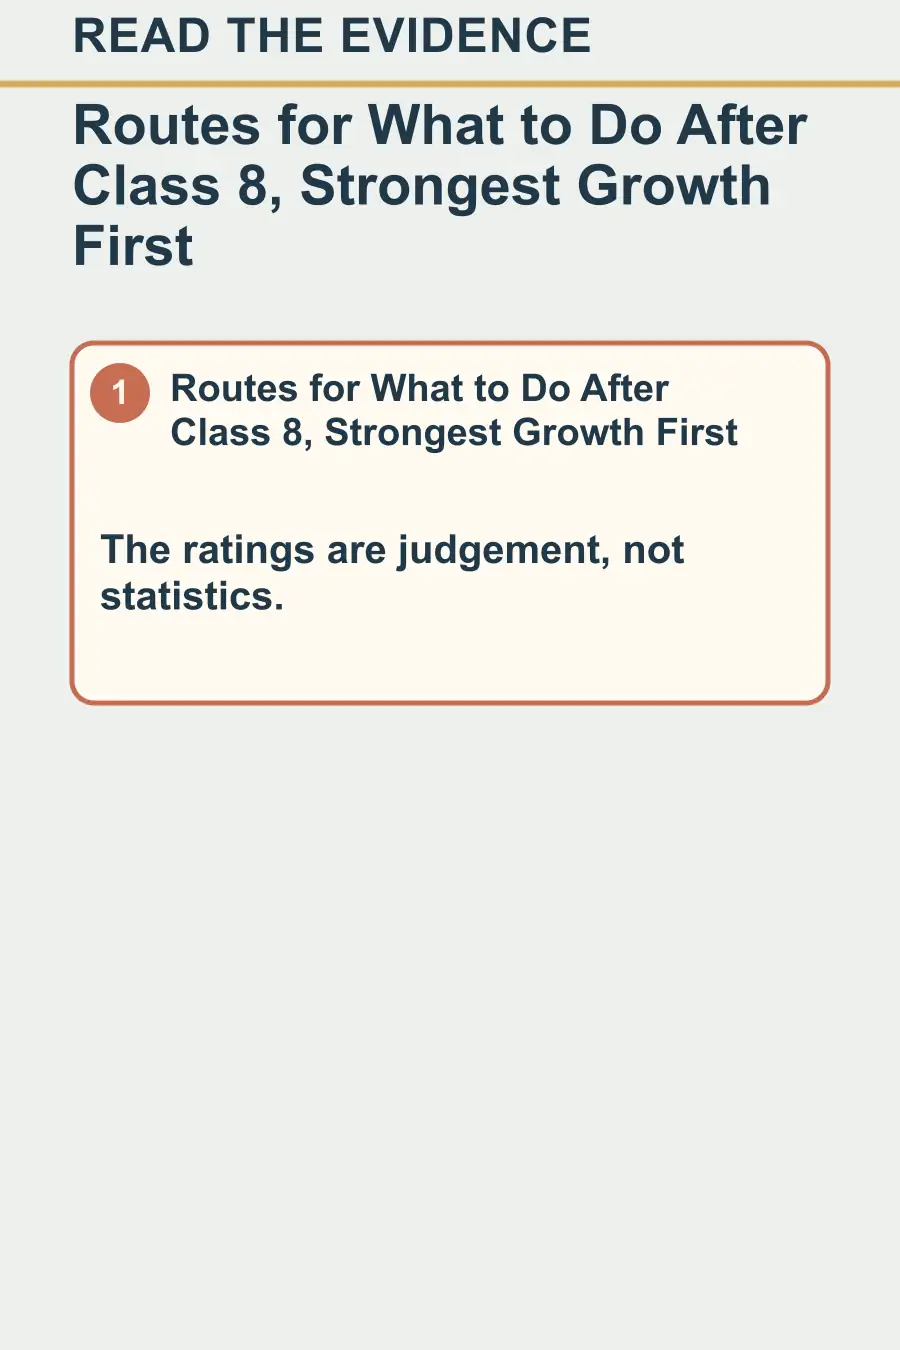 READ THE EVIDENCE
Routes for What to Do After
Class 8, Strongest Growth
First
1
Routes for What to Do After
Class 8, Strongest Growth First
The ratings are judgement, not
statistics.